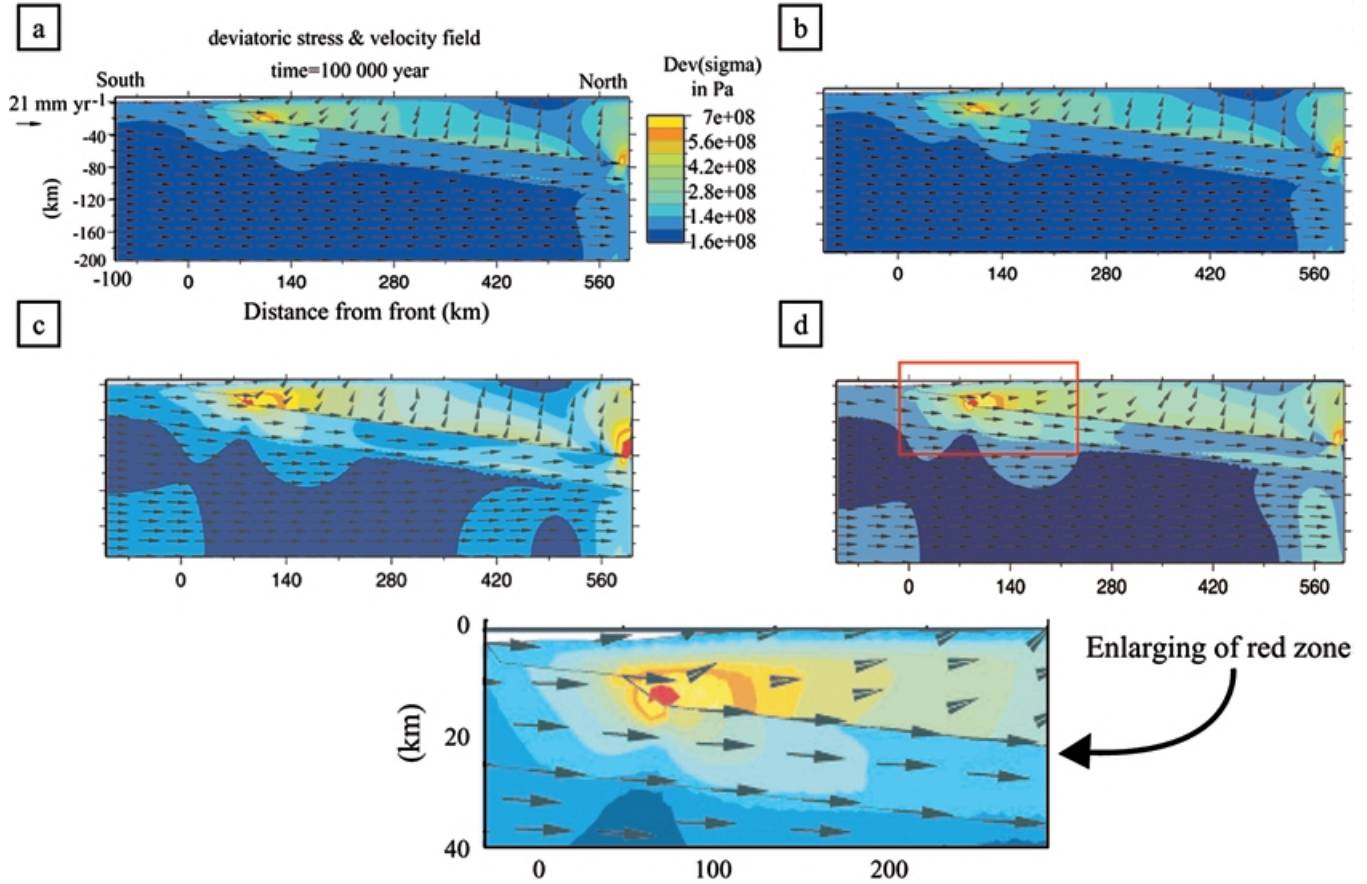 a
b
deviatoric stress & velocity field
time=100 000 year
South
North
Dev(sigma)
in Pa
21 mm yr-1
7e+08
5.6e+08
4.2e+08
2.8e+08
1.4e+08
1.6e+08
-40
-80
-120
-160
-200
(km)
-100 0 140 280 420 560
Distance from front (km)
0 140 280 420 560
c
d
0 140 280 420 560
0 140 280 420 560
0
20
40
(km)
0 100 200
Enlarging of red zone